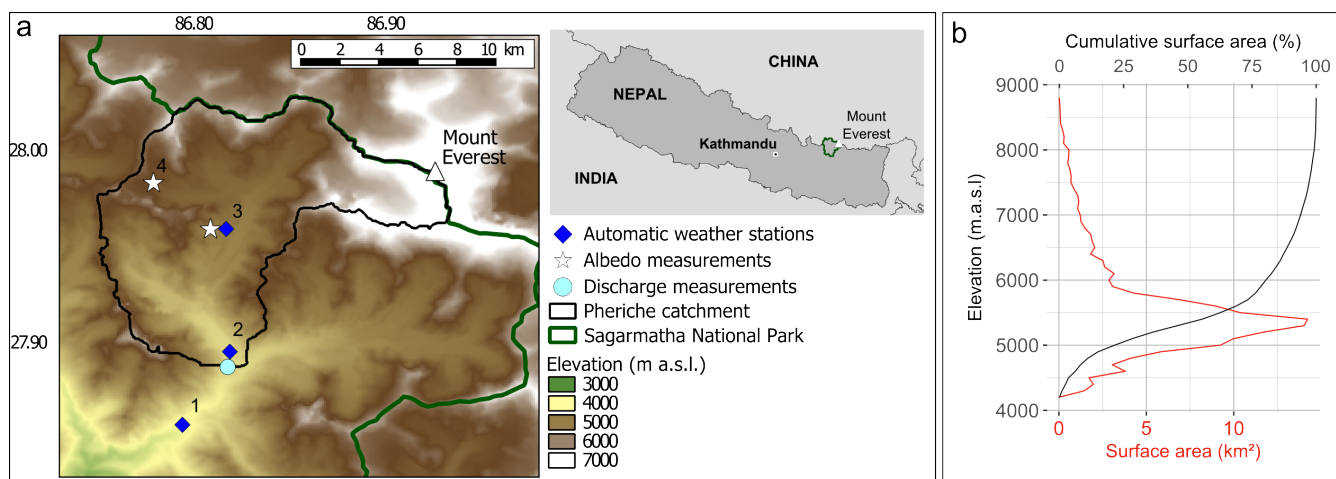 a
86.80 86.90
0 2 4 6 8 10 km
28.00
27.90
Mount
Everest
4
3
2
1
CHINA
NEPAL
Mount
Everest
Kathmandu
INDIA
Automatic weather stations
Albedo measurements
Discharge measurements
Pheriche catchment
Sagarmatha National Park
Elevation (m a.s.l.)
3000
4000
5000
6000
7000
b
Cumulative surface area (%)
0 25 50 75 100
Elevation (m.a.s.l)
9000
8000
7000
6000
5000
4000
0 5 10
Surface area (km²)